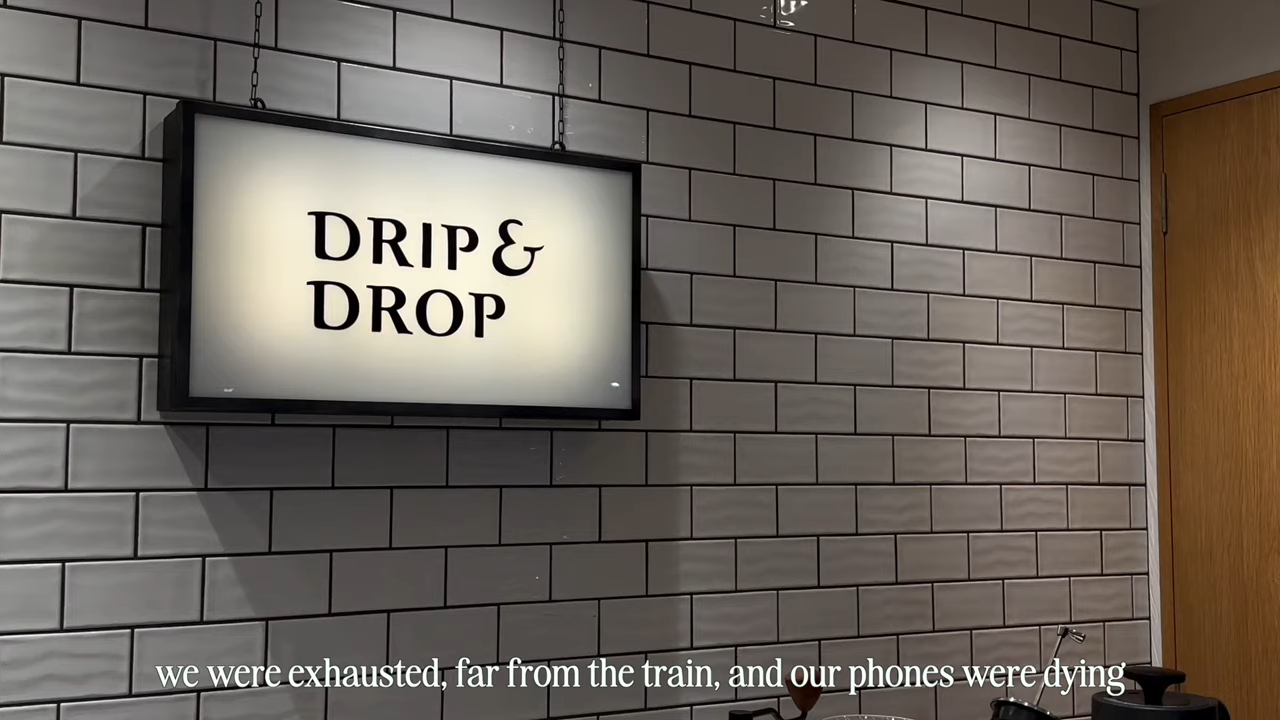 DRIP &
DROP
we were exhausted, far from the train, and our phones were dying